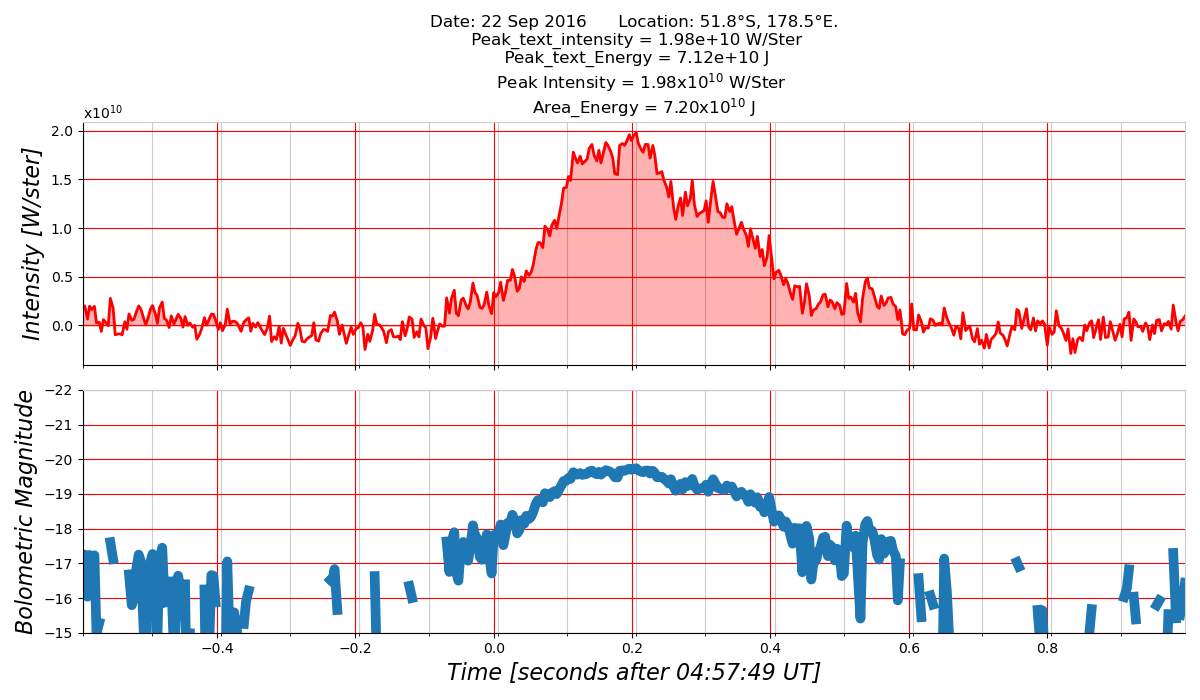 Date: 22 Sep 2016      Location: 51.8°S, 178.5°E.
Peak_text_intensity = 1.98e+10 W/Ster
Peak_text_Energy = 7.12e+10 J
Peak Intensity = 1.98x10¹⁰ W/Ster
Area_Energy = 7.20x10¹⁰ J
x10¹⁰
2.0
1.5
1.0
0.5
0.0
Intensity [W/ster]
−22
−21
−20
−19
−18
−17
−16
−15
Bolometric Magnitude
−0.4 −0.2 0.0 0.2 0.4 0.6 0.8
Time [seconds after 04:57:49 UT]